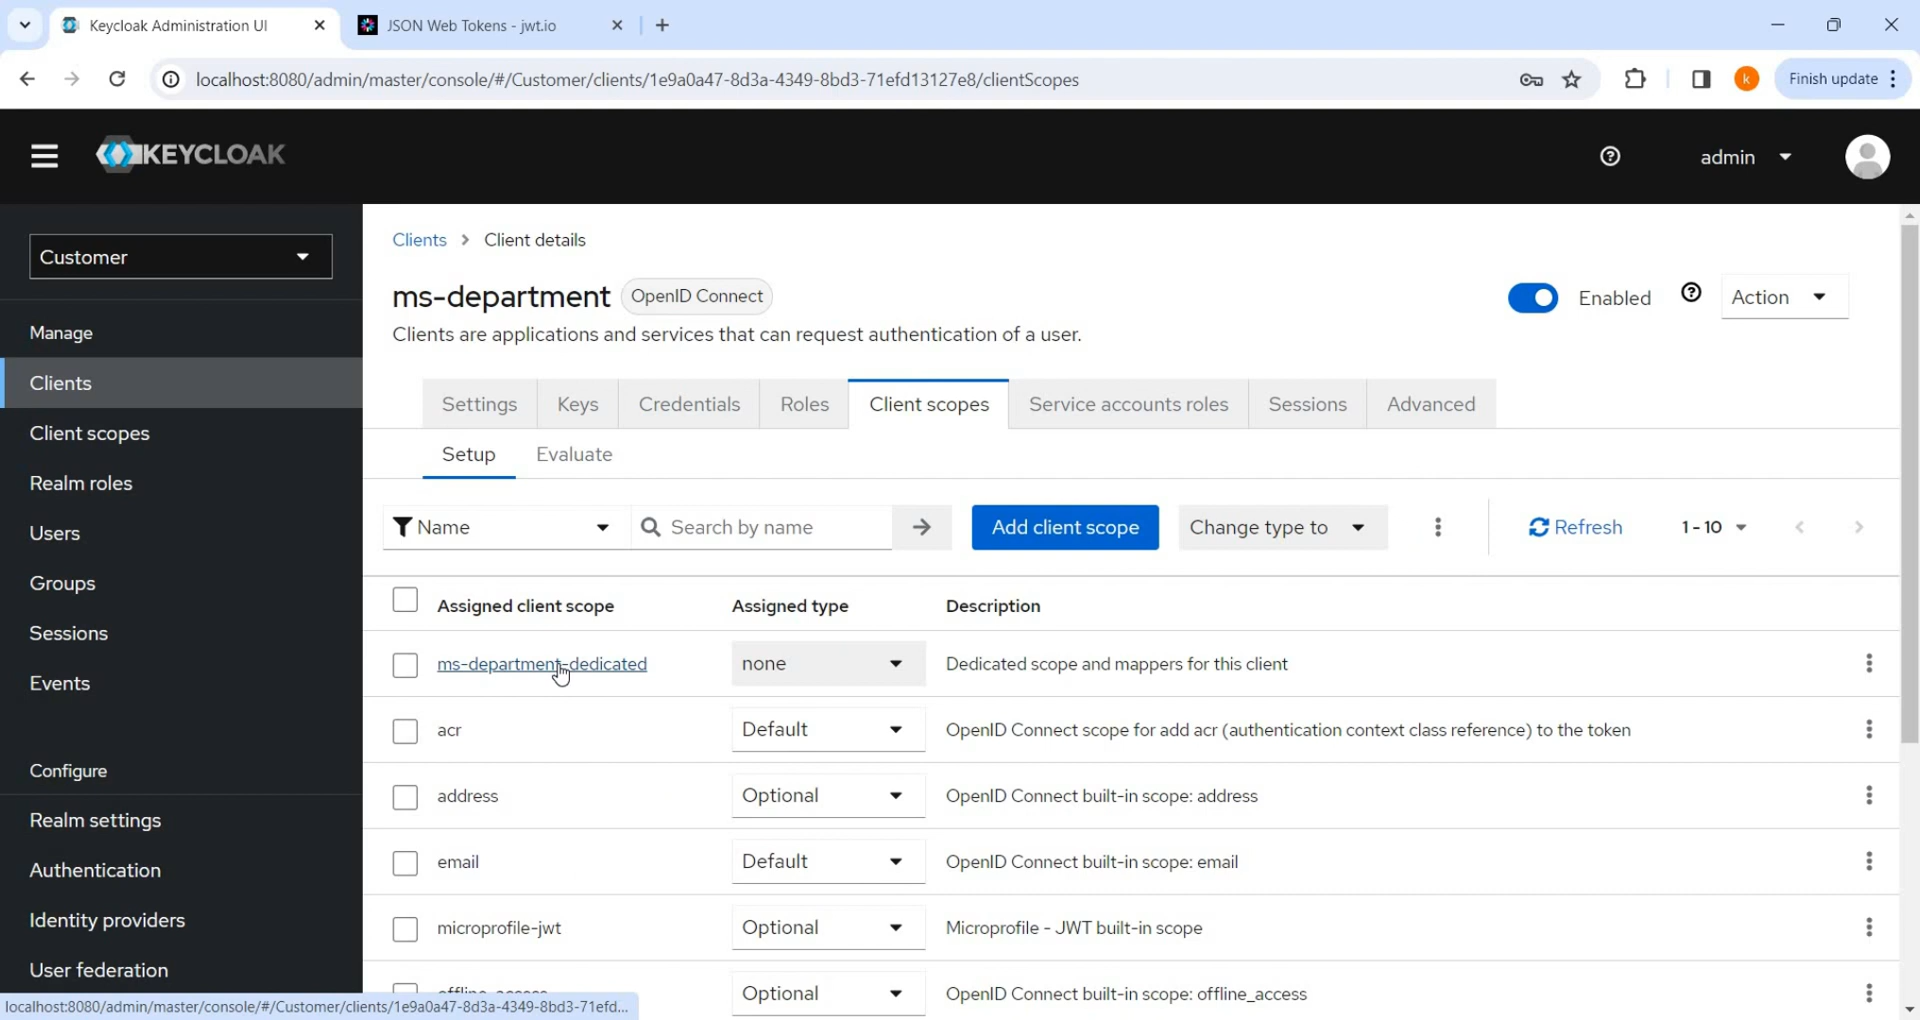 Keycloak Administration UI
JSON Web Tokens - jwt.io
localhost:8080/admin/master/console/#/Customer/clients/1e9a0a47-8d3a-4349-8bd3-71efd13127e8/clientScopes
k
Finish update
KEYCLOAK
admin
Customer
Manage
Clients
Client scopes
Realm roles
Users
Groups
Sessions
Events
Configure
Realm settings
Authentication
Identity providers
User federation
Clients > Client details
ms-department OpenID Connect
Enabled
Action
Clients are applications and services that can request authentication of a user.
Settings Keys Credentials Roles Client scopes Service accounts roles Sessions Advanced
Setup Evaluate
Name Search by name Add client scope Change type to Refresh 1 - 10
Assigned client scope Assigned type Description
ms-department-dedicated none Dedicated scope and mappers for this client
acr Default OpenID Connect scope for add acr (authentication context class reference) to the token
address Optional OpenID Connect built-in scope: address
email Default OpenID Connect built-in scope: email
microprofile-jwt Optional Microprofile - JWT built-in scope
offline_access Optional OpenID Connect built-in scope: offline_access
localhost:8080/admin/master/console/#/Customer/clients/1e9a0a47-8d3a-4349-8bd3-71efd...